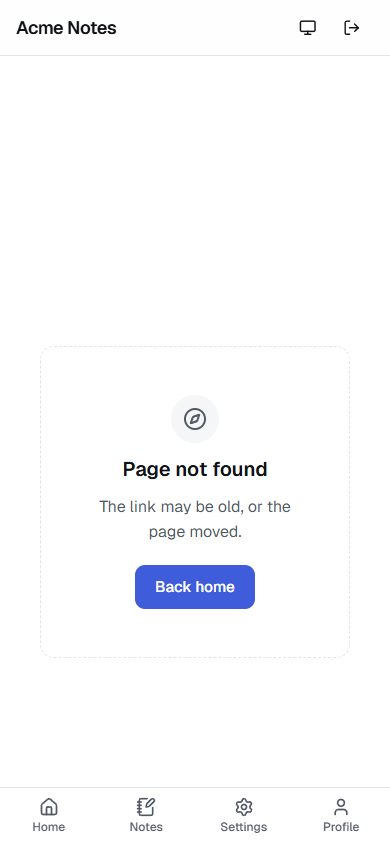 Acme Notes
Page not found
The link may be old, or the
page moved.
Back home
Home
Notes
Settings
Profile